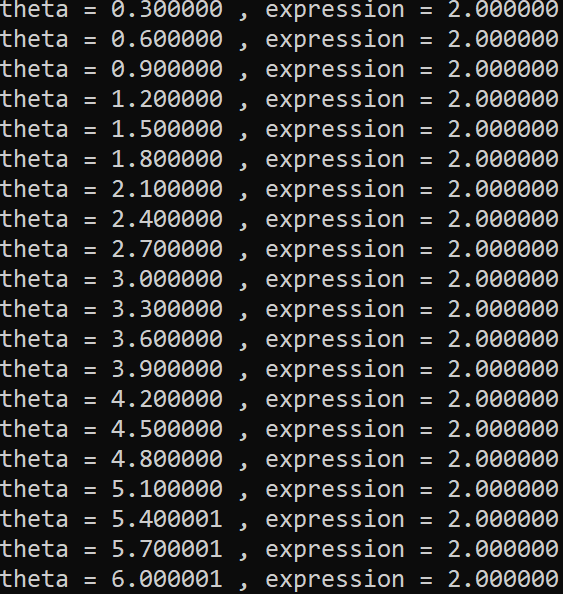 theta = 0.300000 , expression = 2.000000
theta = 0.600000 , expression = 2.000000
theta = 0.900000 , expression = 2.000000
theta = 1.200000 , expression = 2.000000
theta = 1.500000 , expression = 2.000000
theta = 1.800000 , expression = 2.000000
theta = 2.100000 , expression = 2.000000
theta = 2.400000 , expression = 2.000000
theta = 2.700000 , expression = 2.000000
theta = 3.000000 , expression = 2.000000
theta = 3.300000 , expression = 2.000000
theta = 3.600000 , expression = 2.000000
theta = 3.900000 , expression = 2.000000
theta = 4.200000 , expression = 2.000000
theta = 4.500000 , expression = 2.000000
theta = 4.800000 , expression = 2.000000
theta = 5.100000 , expression = 2.000000
theta = 5.400001 , expression = 2.000000
theta = 5.700001 , expression = 2.000000
theta = 6.000001 , expression = 2.000000